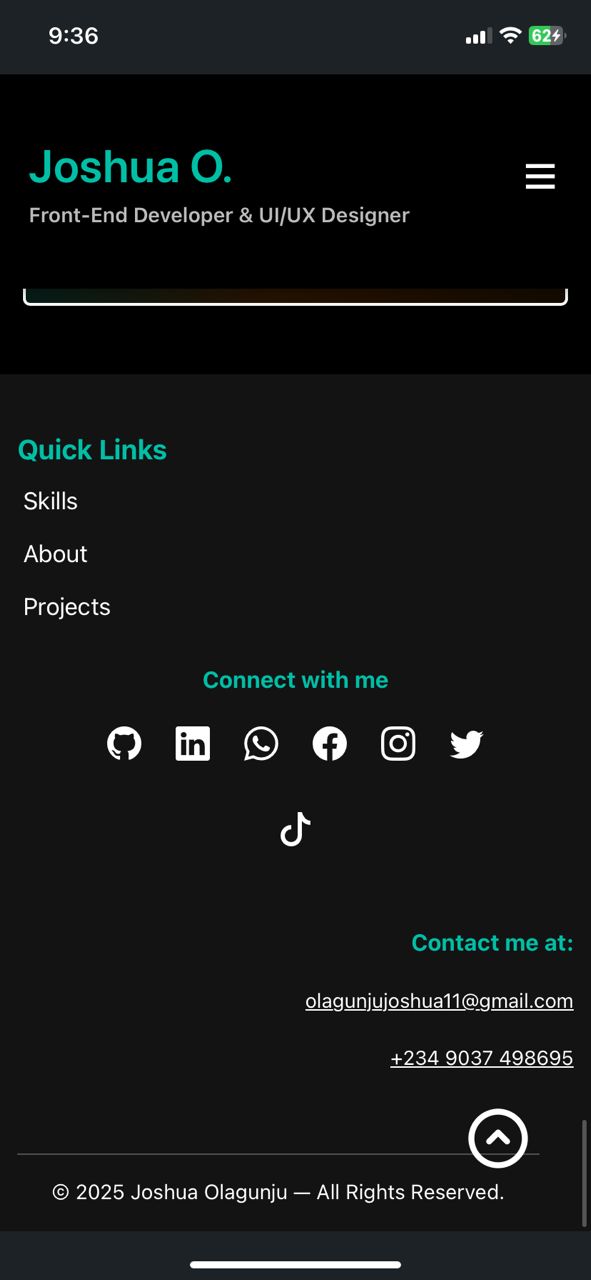 9:36
62
Joshua O.
Front-End Developer & UI/UX Designer
Quick Links
Skills
About
Projects
Connect with me
in
Contact me at:
olagunjujoshua11@gmail.com
+234 9037 498695
© 2025 Joshua Olagunju — All Rights Reserved.